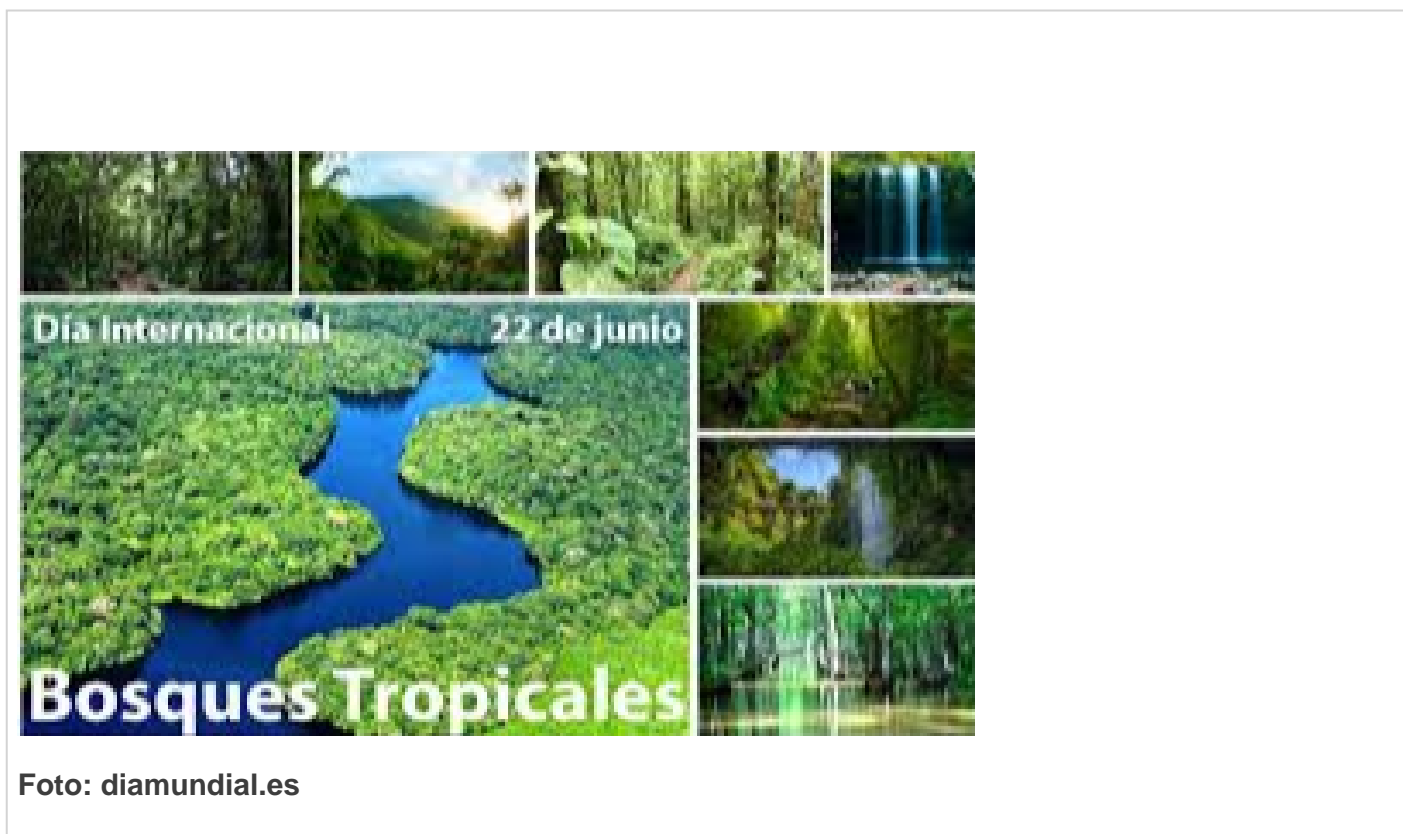 Día Internacional
22 de junio
Bosques Tropicales
Foto: diamundial.es